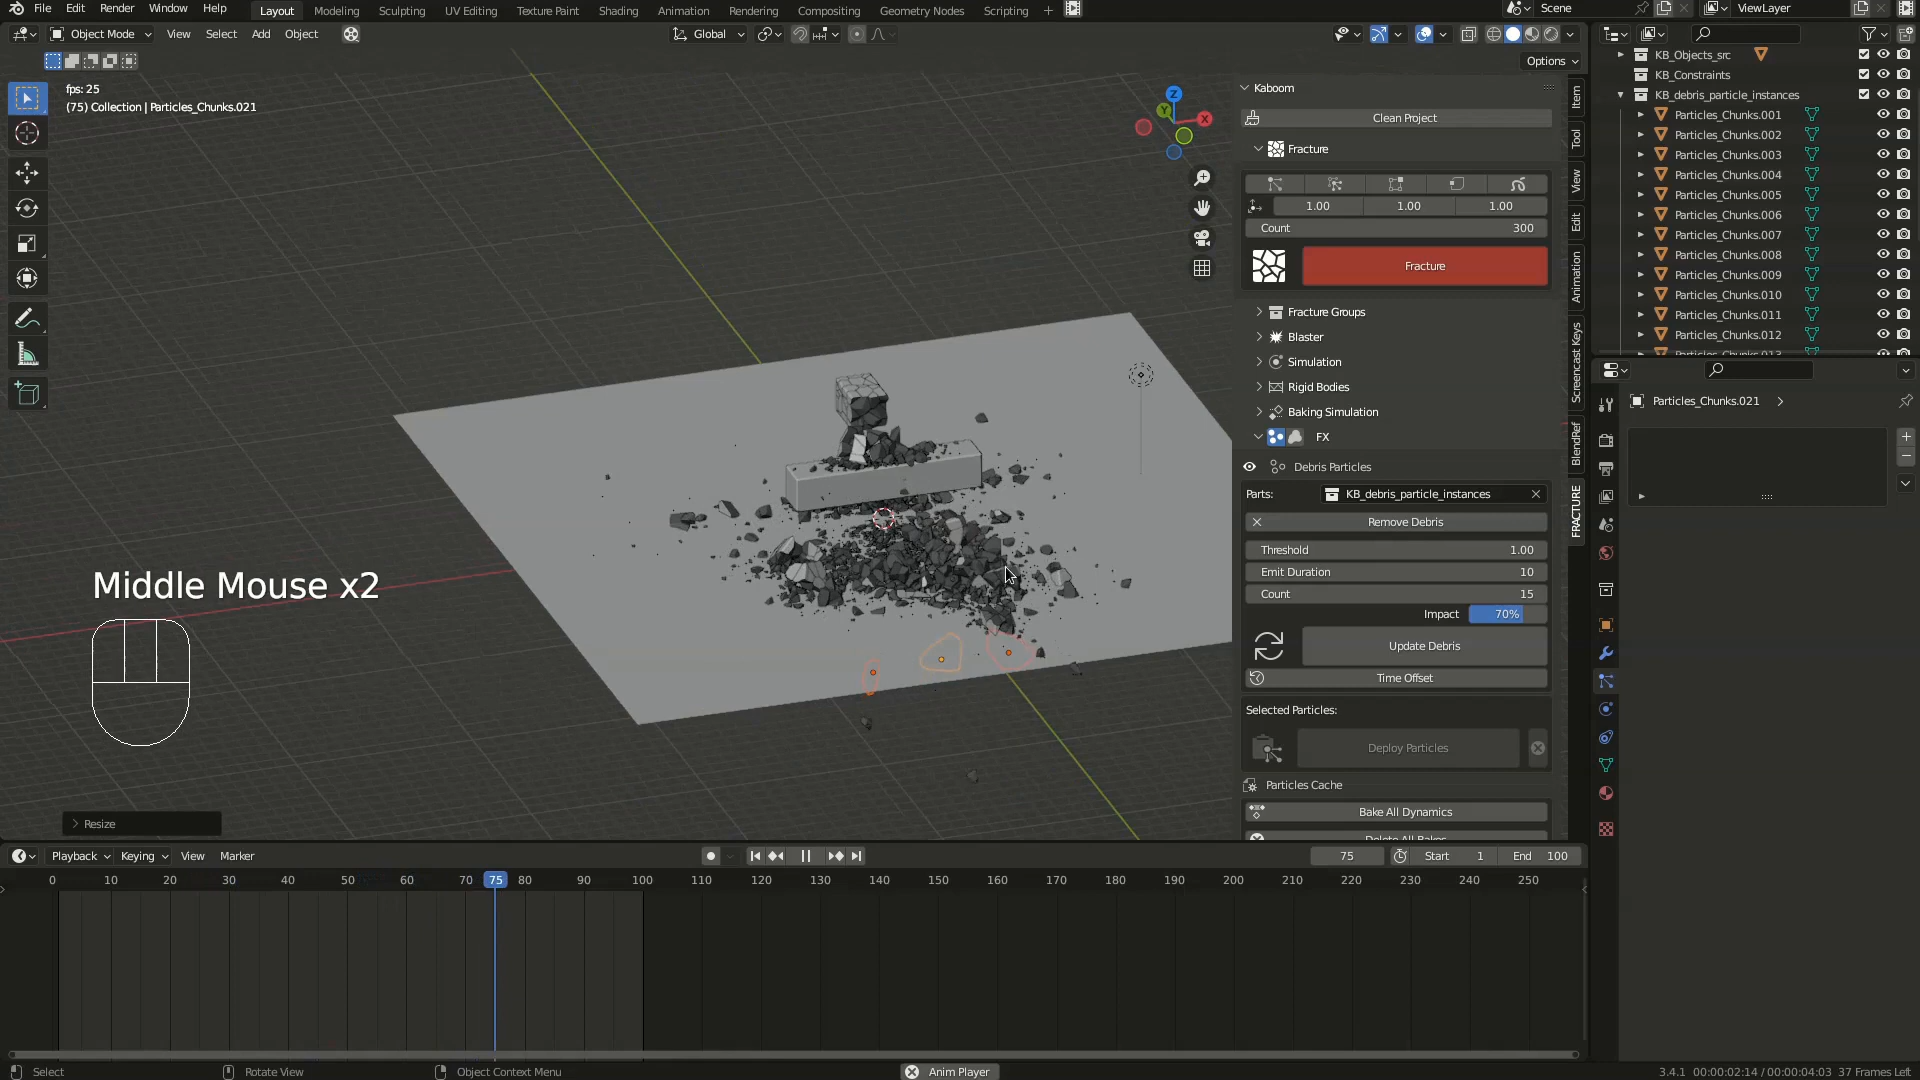 File Edit Render Window Help Layout Modeling Sculpting UV Editing Texture Paint Shading Animation Rendering Compositing Geometry Nodes Scripting + Scene ViewLayer
Object Mode View Select Add Object Global
Options
fps: 25
(75) Collection | Particles_Chunks.021
Z
Y
X
Middle Mouse x2
Resize
Kaboom
Clean Project
Fracture
1.00 1.00 1.00
Count 300
Fracture
Fracture Groups
Blaster
Simulation
Rigid Bodies
Baking Simulation
FX
Debris Particles
Parts: KB_debris_particle_instances
Remove Debris
Threshold 1.00
Emit Duration 10
Count 15
Impact 70%
Update Debris
Time Offset
Selected Particles:
Deploy Particles
Particles Cache
Bake All Dynamics
Delete All Bakes
Item
Tool
View
Edit
Animation
Screencast Keys
BlendRef
FRACTURE
KB_Objects_src
KB_Constraints
KB_debris_particle_instances
Particles_Chunks.001
Particles_Chunks.002
Particles_Chunks.003
Particles_Chunks.004
Particles_Chunks.005
Particles_Chunks.006
Particles_Chunks.007
Particles_Chunks.008
Particles_Chunks.009
Particles_Chunks.010
Particles_Chunks.011
Particles_Chunks.012
Particles_Chunks.013
Particles_Chunks.021
Playback Keying View Marker 75 Start 1 End 100
0 10 20 30 40 50 60 70 75 80 90 100 110 120 130 140 150 160 170 180 190 200 210 220 230 240 250
Select Rotate View Object Context Menu Anim Player 3.4.1 00:00:02:14 / 00:00:04:03 37 Frames Left